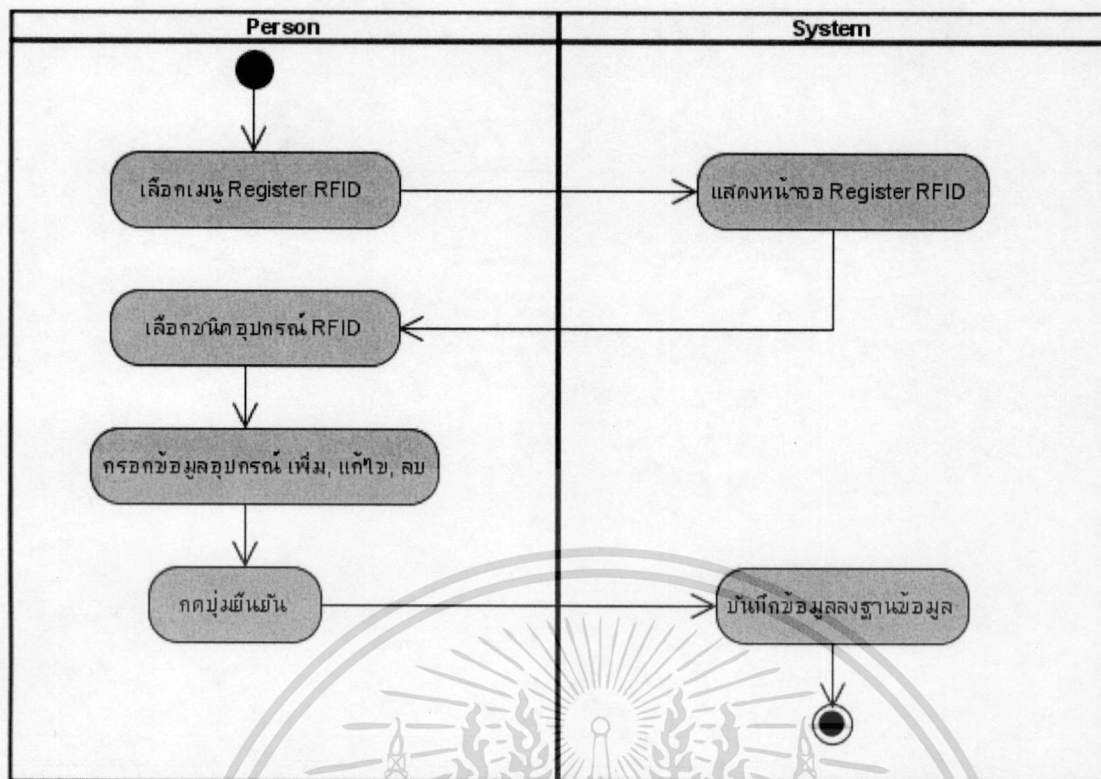 Person
System
เลือกเมนู Register RFID
แสดงหน้าจอ Register RFID
เลือกชนิดอุปกรณ์ RFID
กรอกข้อมูลอุปกรณ์ เพิ่ม, แก้ไข, ลบ
กดปุ่มยืนยัน
บันทึกข้อมูลลงฐานข้อมูล